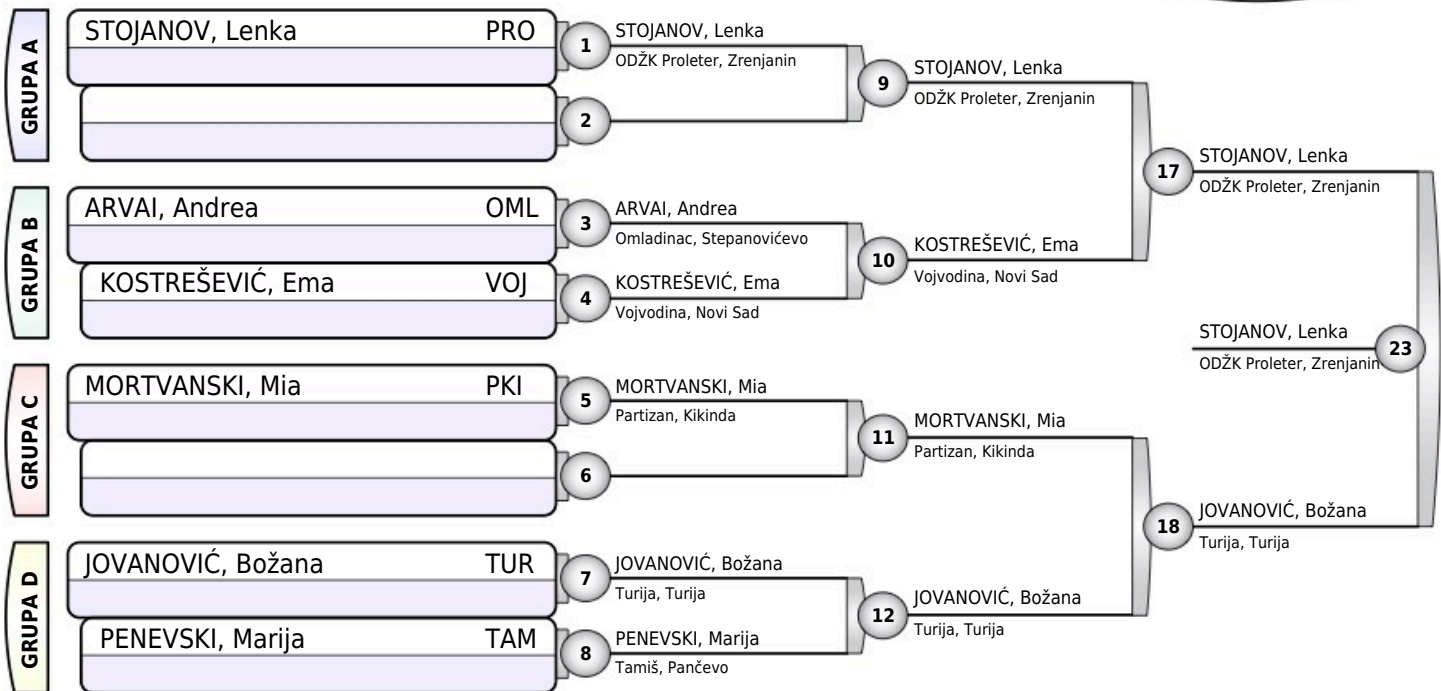 GRUPA A
STOJANOV, Lenka PRO
1
STOJANOV, Lenka
ODŽK Proleter, Zrenjanin
2
9
STOJANOV, Lenka
ODŽK Proleter, Zrenjanin
GRUPA B
ARVAI, Andrea OML
3
ARVAI, Andrea
Omladinac, Stepanovićevo
KOSTREŠEVIĆ, Ema VOJ
4
KOSTREŠEVIĆ, Ema
Vojvodina, Novi Sad
10
KOSTREŠEVIĆ, Ema
Vojvodina, Novi Sad
17
STOJANOV, Lenka
ODŽK Proleter, Zrenjanin
STOJANOV, Lenka
ODŽK Proleter, Zrenjanin
23
GRUPA C
MORTVANSKI, Mia PKI
5
MORTVANSKI, Mia
Partizan, Kikinda
6
11
MORTVANSKI, Mia
Partizan, Kikinda
GRUPA D
JOVANOVIĆ, Božana TUR
7
JOVANOVIĆ, Božana
Turija, Turija
PENEVSKI, Marija TAM
8
PENEVSKI, Marija
Tamiš, Pančevo
12
JOVANOVIĆ, Božana
Turija, Turija
18
JOVANOVIĆ, Božana
Turija, Turija